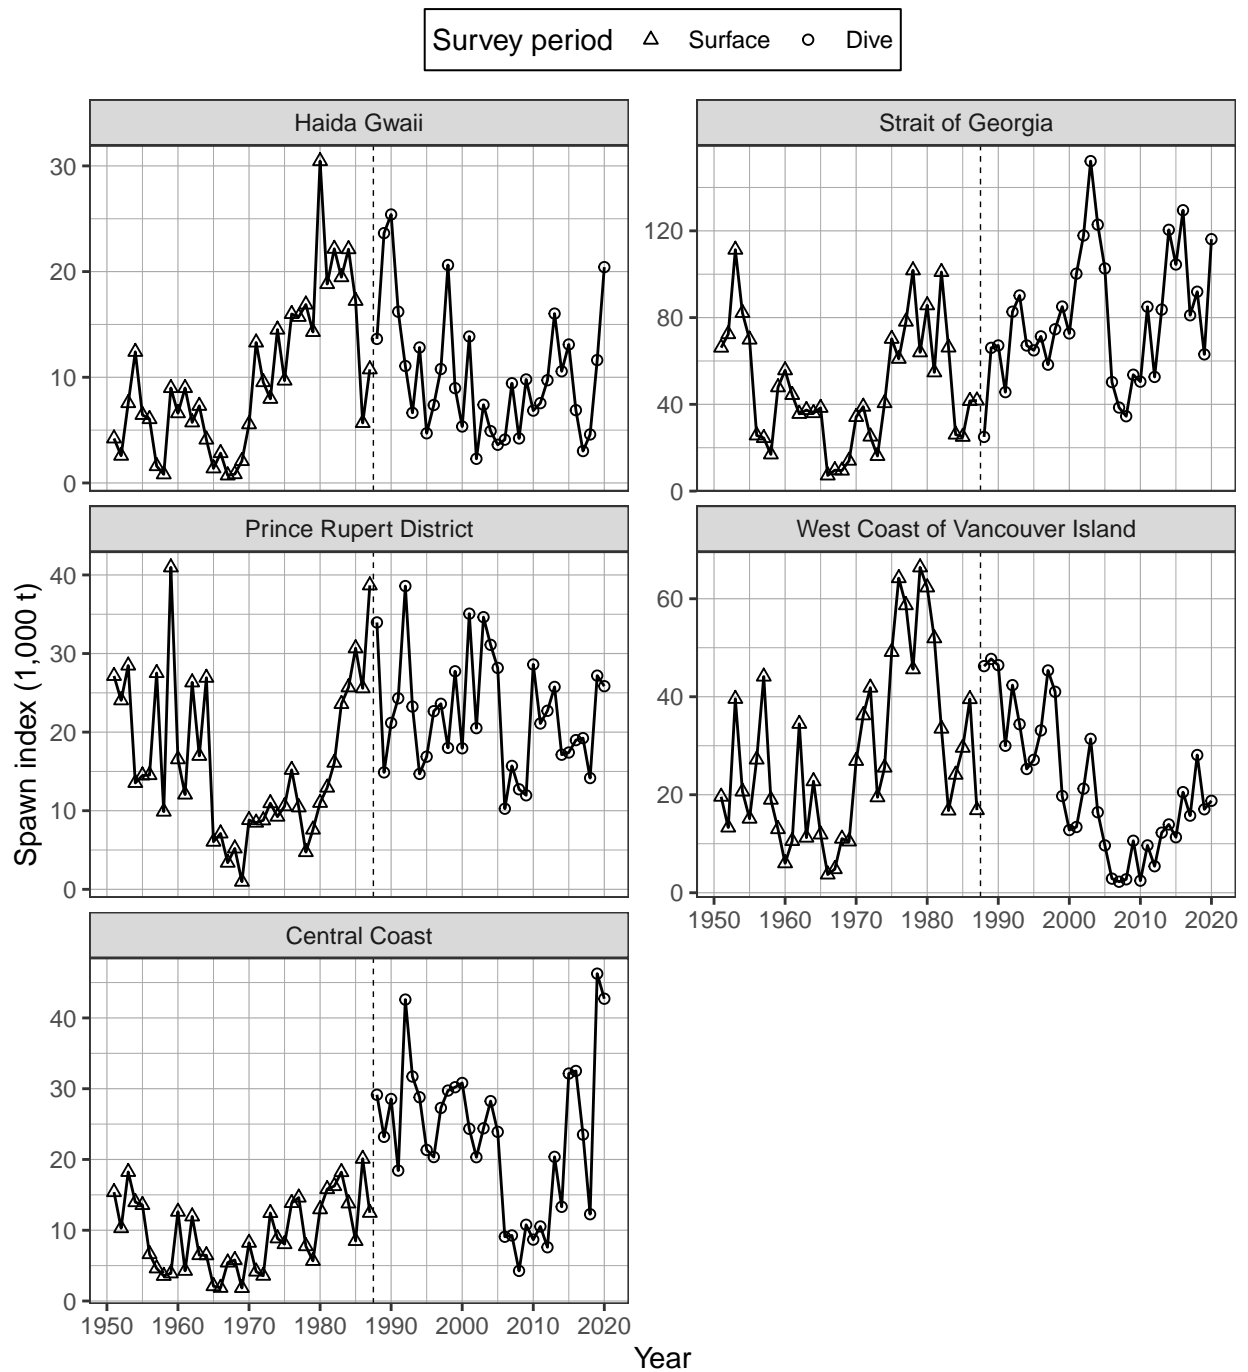 Survey period Surface Dive
Haida Gwaii
30
20
10
0
Strait of Georgia
120
80
40
0
Prince Rupert District
40
30
20
10
0
West Coast of Vancouver Island
60
40
20
0
1950 1960 1970 1980 1990 2000 2010 2020
Central Coast
40
30
20
10
0
1950 1960 1970 1980 1990 2000 2010 2020
Spawn index (1,000 t)
Year